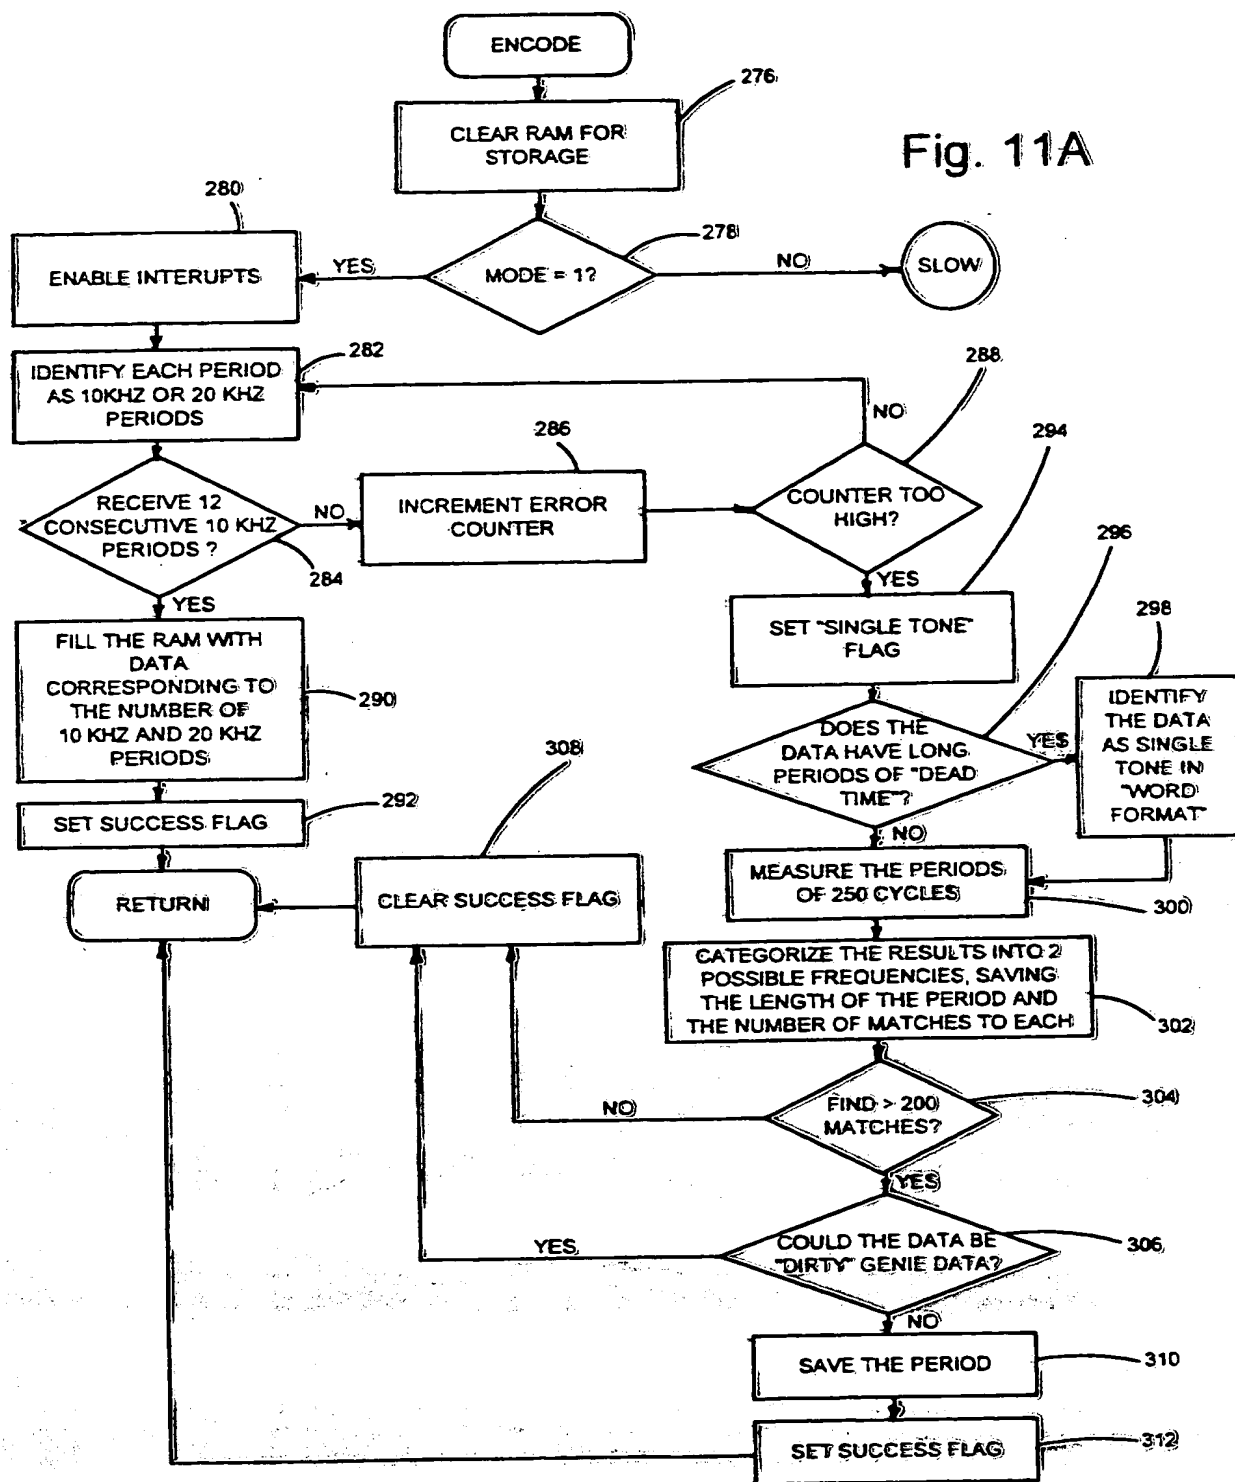 ENCODE
276
CLEAR RAM FOR
STORAGE
Fig. 11A
280
278
ENABLE INTERUPTS
YES
MODE = 1?
NO
SLOW
282
IDENTIFY EACH PERIOD
AS 10KHZ OR 20 KHZ
PERIODS
288
NO
286
294
RECEIVE 12
CONSECUTIVE 10 KHZ
PERIODS ?
NO
INCREMENT ERROR
COUNTER
COUNTER TOO
HIGH?
284
296
YES
YES
FILL THE RAM WITH
DATA
CORRESPONDING TO
THE NUMBER OF
10 KHZ AND 20 KHZ
PERIODS
290
SET "SINGLE TONE"
FLAG
298
DOES THE
DATA HAVE LONG
PERIODS OF "DEAD
TIME"?
YES
IDENTIFY
THE DATA
AS SINGLE
TONE IN
"WORD
FORMAT"
308
292
SET SUCCESS FLAG
NO
RETURN
CLEAR SUCCESS FLAG
MEASURE THE PERIODS
OF 250 CYCLES
300
CATEGORIZE THE RESULTS INTO 2
POSSIBLE FREQUENCIES, SAVING
THE LENGTH OF THE PERIOD AND
THE NUMBER OF MATCHES TO EACH
302
NO
FIND > 200
MATCHES?
304
YES
YES
COULD THE DATA BE
"DIRTY" GENIE DATA?
306
NO
SAVE THE PERIOD
310
SET SUCCESS FLAG
312